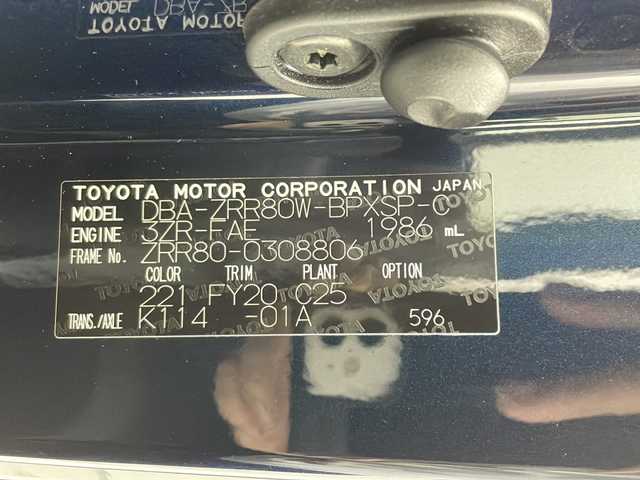 TOYOTA MOTOR CORPORATION JAPAN
MODEL DBA-ZRR80W-BPXSP-C
ENGINE 3ZR-FAE 1986 mL
FRAME No. ZRR80-0308806
COLOR TRIM PLANT OPTION
221 FY20 C25
TRANS./AXLE K114 -01A 596